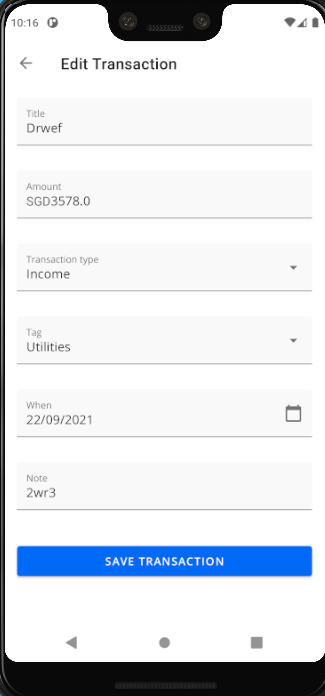 10:16
Edit Transaction
Title
Drwef
Amount
SGD3578.0
Transaction type
Income
Tag
Utilities
When
22/09/2021
Note
2wr3
SAVE TRANSACTION